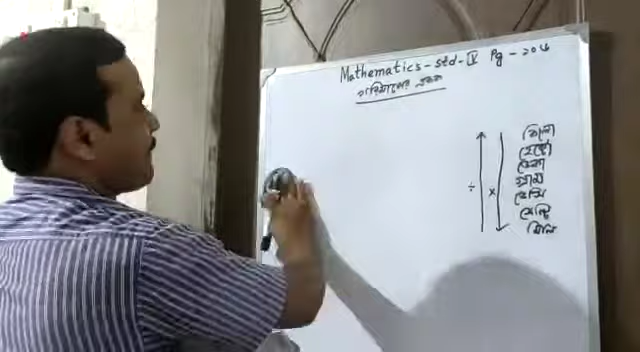 Mathematics - std - IV Pg - 206
পরিমাপের একক
কিলো
হেক্টো
ডেকা
গ্রাম
ডেসি
সেন্টি
মিলি
÷
×